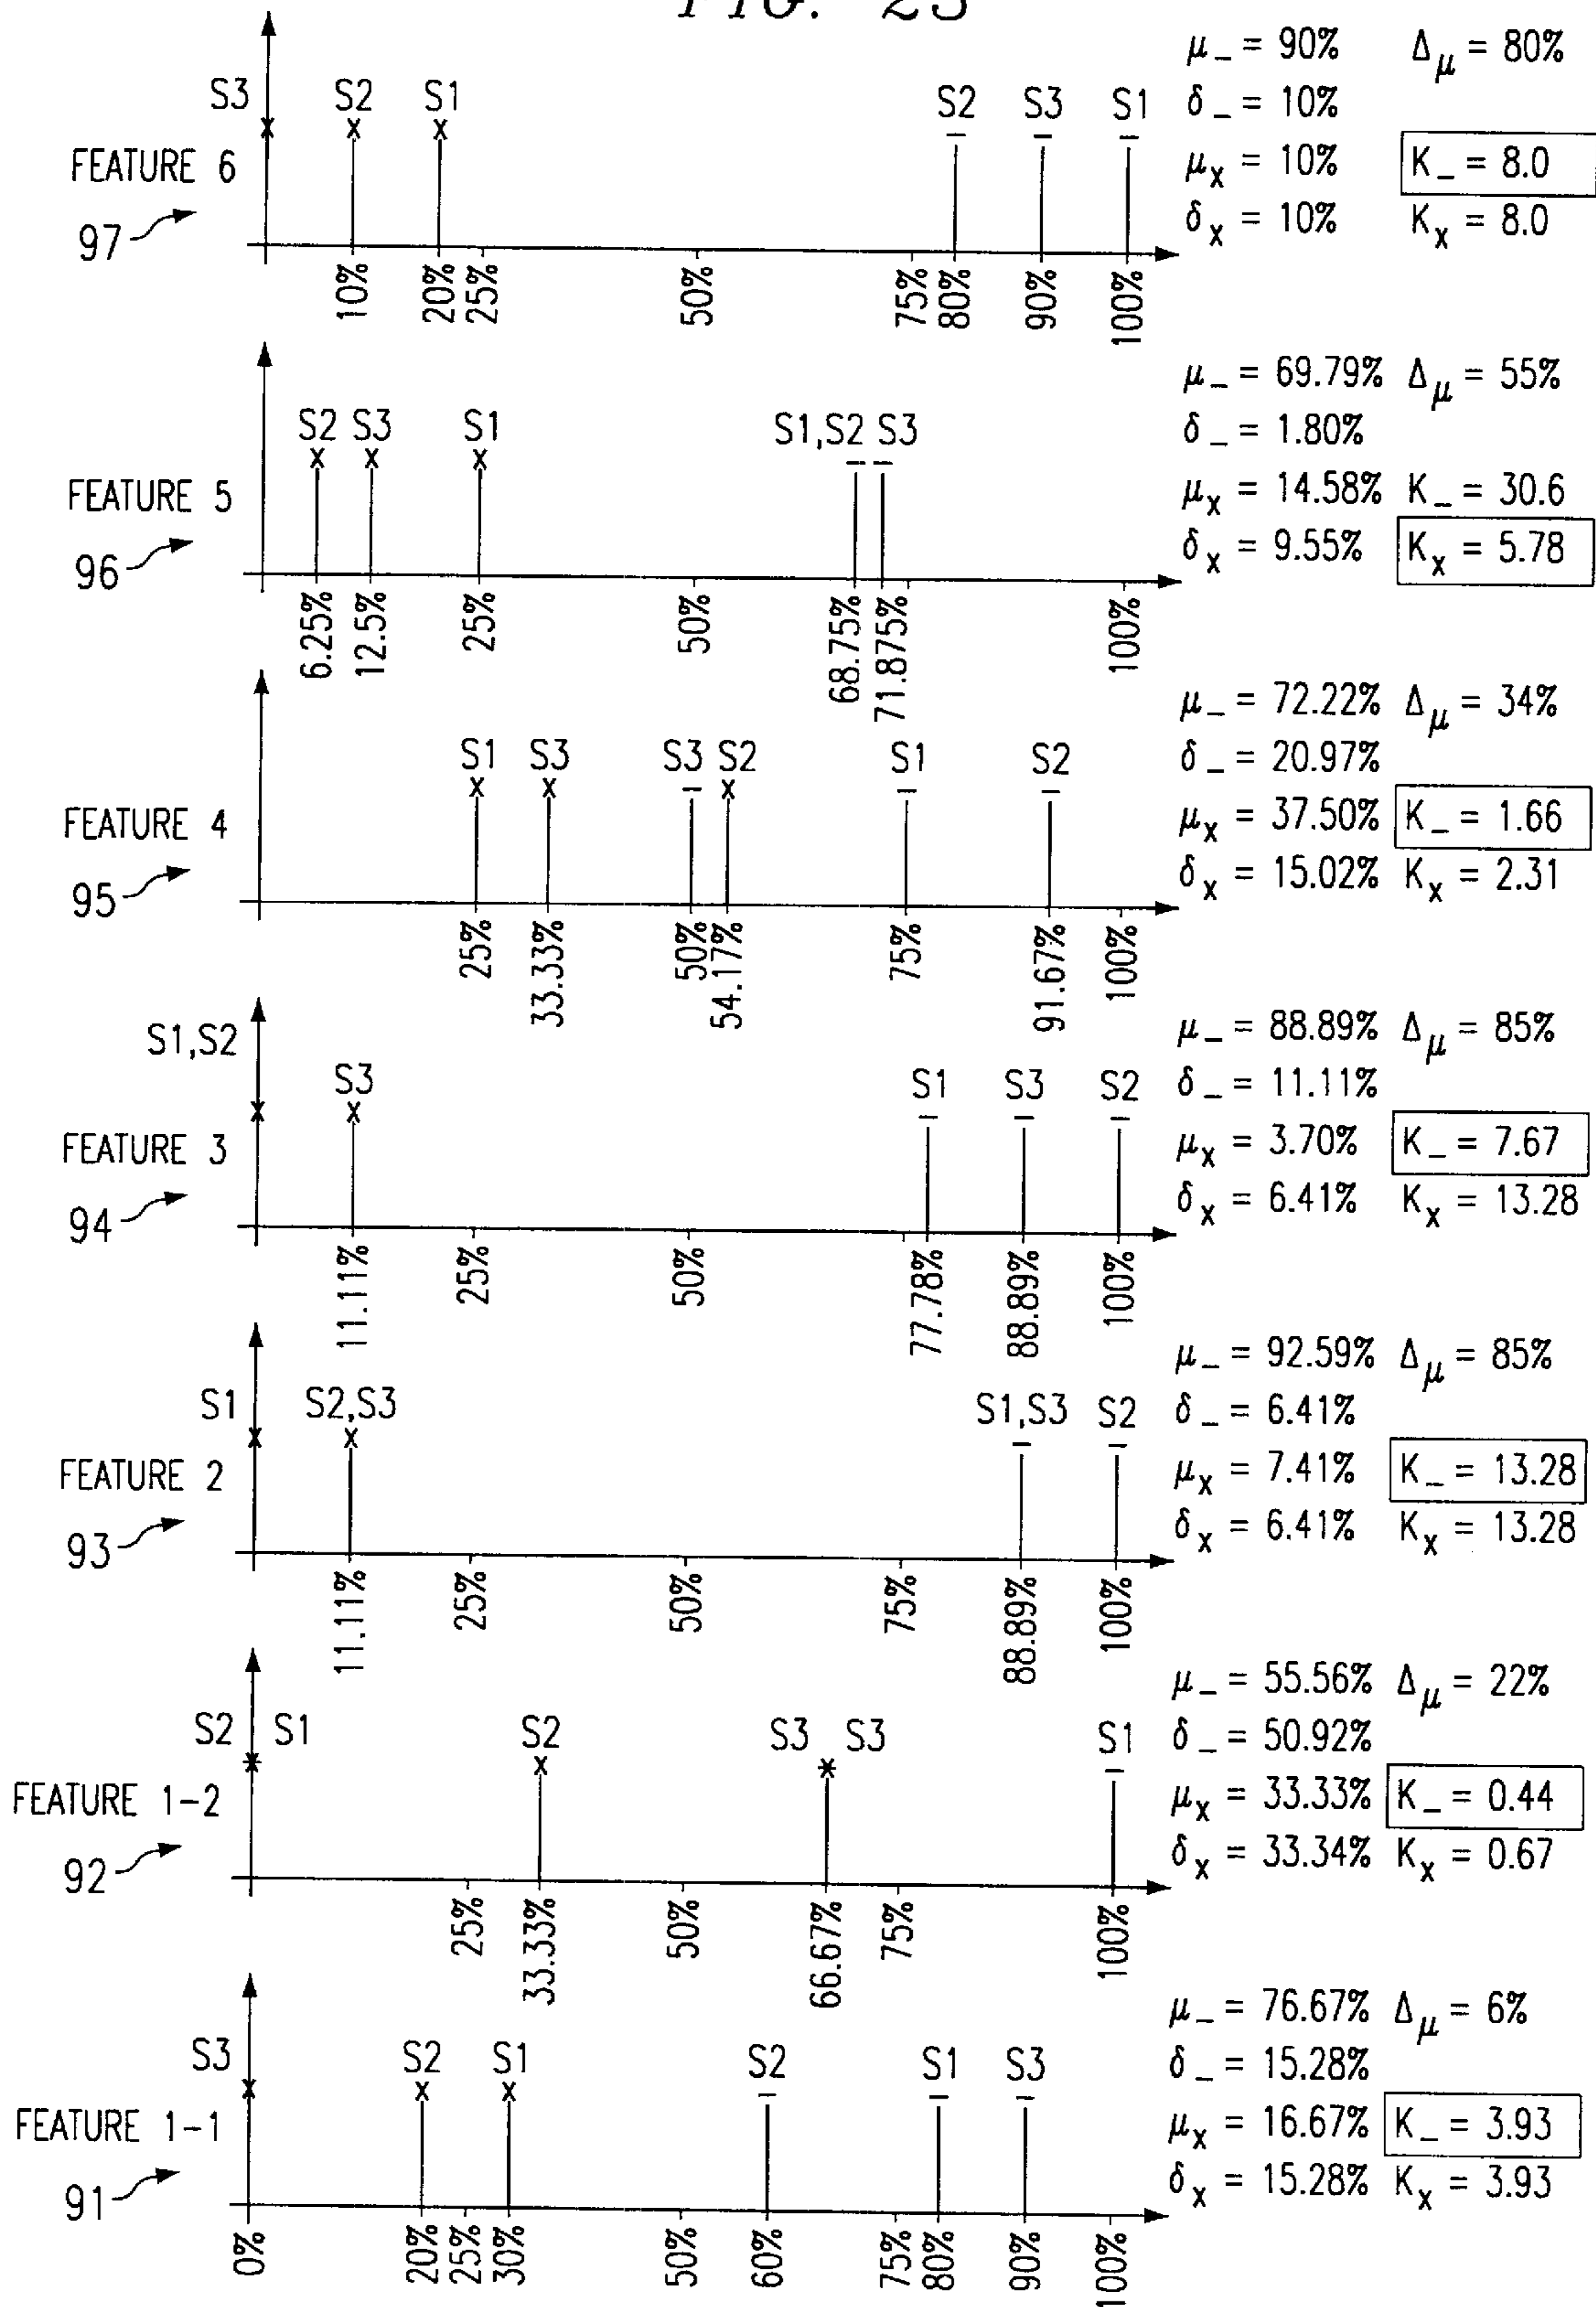 FIG. 23
S3 S2 S1 S2 S3 S1
FEATURE 6
97
10% 20% 25% 50% 75% 80% 90% 100%
μ_ = 90% Δμ = 80%
δ_ = 10%
μx = 10% K_ = 8.0
δx = 10% Kx = 8.0
S2 S3 S1 S1,S2 S3
FEATURE 5
96
6.25% 12.5% 25% 50% 68.75% 71.875% 100%
μ_ = 69.79% Δμ = 55%
δ_ = 1.80%
μx = 14.58% K_ = 30.6
δx = 9.55% Kx = 5.78
S1 S3 S3 S2 S1 S2
FEATURE 4
95
25% 33.33% 50% 54.17% 75% 91.67% 100%
μ_ = 72.22% Δμ = 34%
δ_ = 20.97%
μx = 37.50% K_ = 1.66
δx = 15.02% Kx = 2.31
S1,S2 S3 S1 S3 S2
FEATURE 3
94
11.11% 25% 50% 77.78% 88.89% 100%
μ_ = 88.89% Δμ = 85%
δ_ = 11.11%
μx = 3.70% K_ = 7.67
δx = 6.41% Kx = 13.28
S1 S2,S3 S1,S3 S2
FEATURE 2
93
11.11% 25% 50% 75% 88.89% 100%
μ_ = 92.59% Δμ = 85%
δ_ = 6.41%
μx = 7.41% K_ = 13.28
δx = 6.41% Kx = 13.28
S2 S1 S2 S3 S3 S1
FEATURE 1-2
92
25% 33.33% 50% 66.67% 75% 100%
μ_ = 55.56% Δμ = 22%
δ_ = 50.92%
μx = 33.33% K_ = 0.44
δx = 33.34% Kx = 0.67
S3 S2 S1 S2 S1 S3
FEATURE 1-1
91
0% 20% 25% 30% 50% 60% 75% 80% 90% 100%
μ_ = 76.67% Δμ = 6%
δ_ = 15.28%
μx = 16.67% K_ = 3.93
δx = 15.28% Kx = 3.93